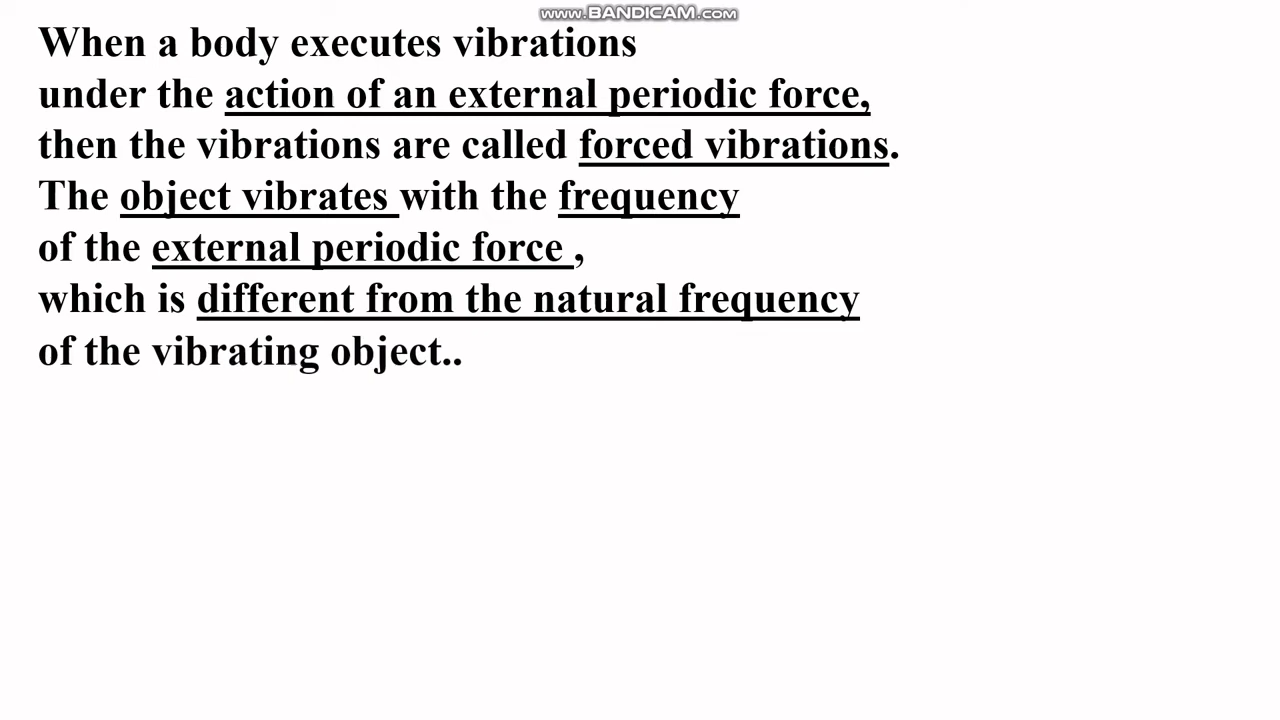 www.BANDICAM.com
When a body executes vibrations
under the action of an external periodic force,
then the vibrations are called forced vibrations.
The object vibrates with the frequency
of the external periodic force ,
which is different from the natural frequency
of the vibrating object..